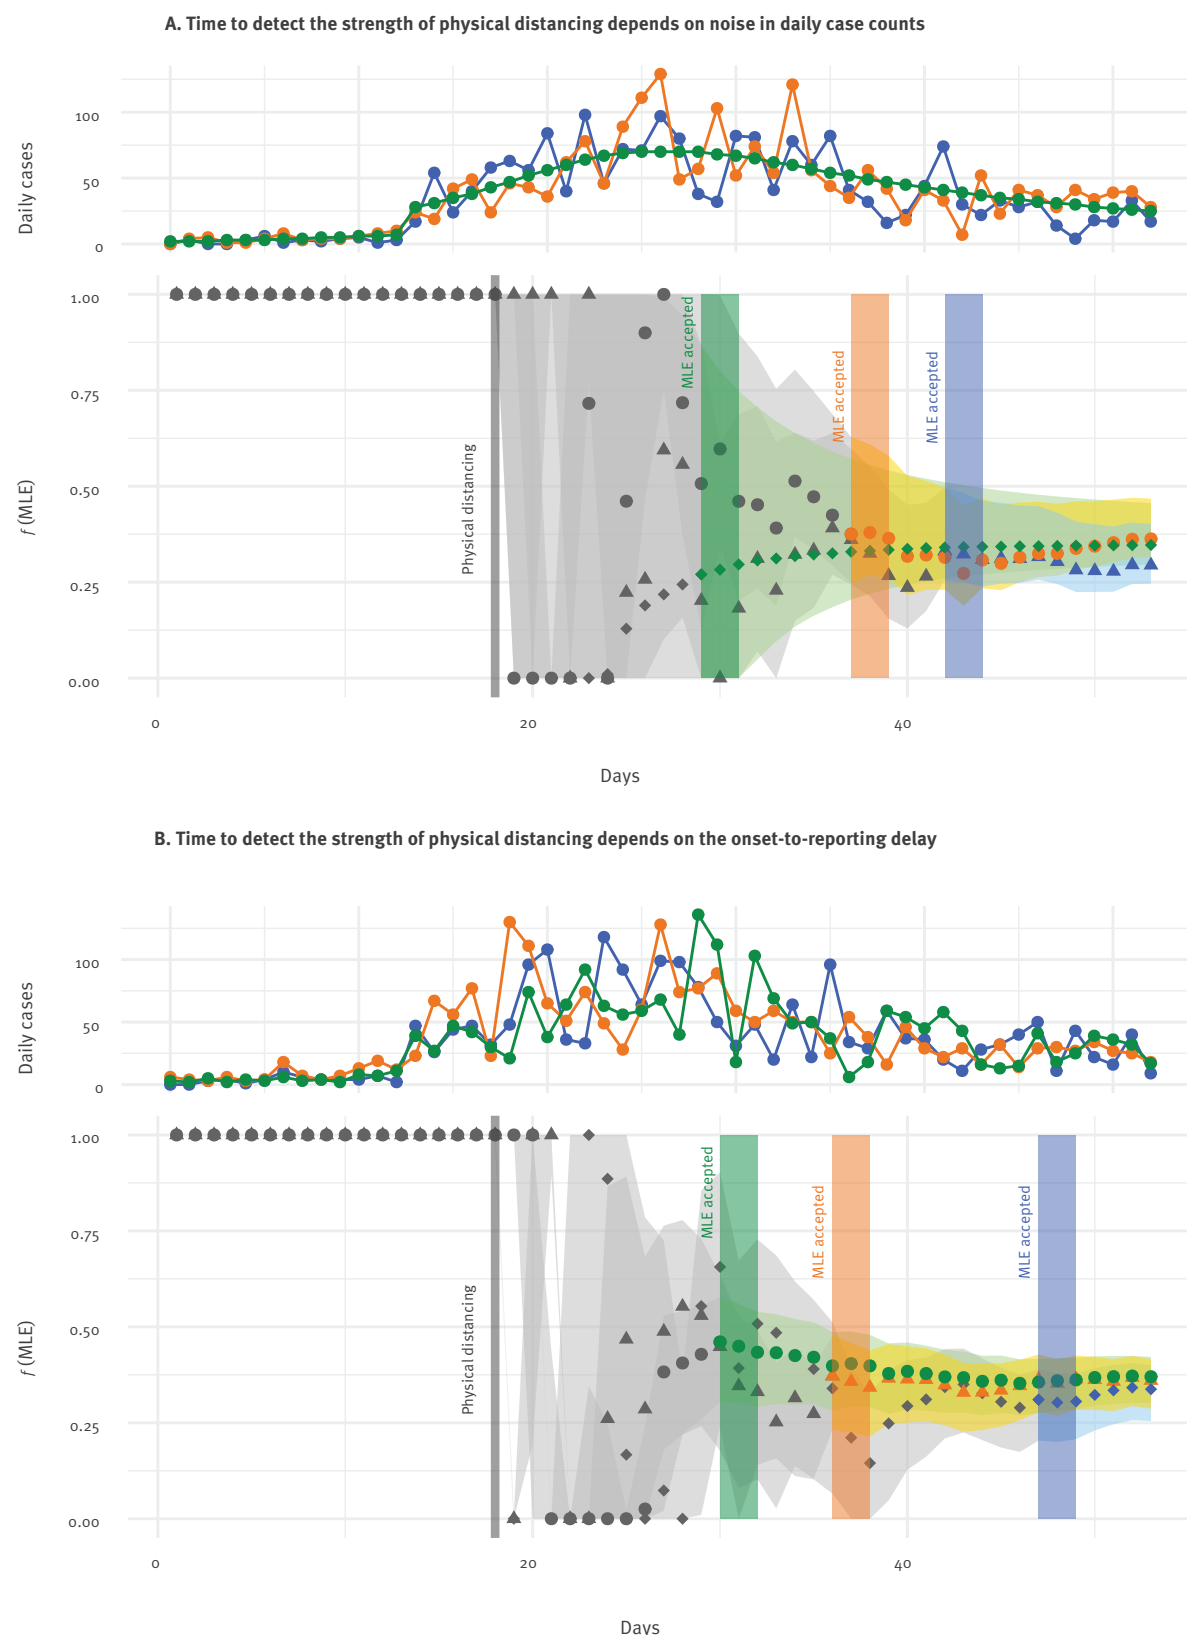 A. Time to detect the strength of physical distancing depends on noise in daily case counts
Daily cases
100
50
0
f (MLE)
1.00
0.75
0.50
0.25
0.00
Physical distancing
MLE accepted
MLE accepted
MLE accepted
0
20
40
Days
B. Time to detect the strength of physical distancing depends on the onset-to-reporting delay
Daily cases
100
50
0
f (MLE)
1.00
0.75
0.50
0.25
0.00
Physical distancing
MLE accepted
MLE accepted
MLE accepted
0
20
40
Days